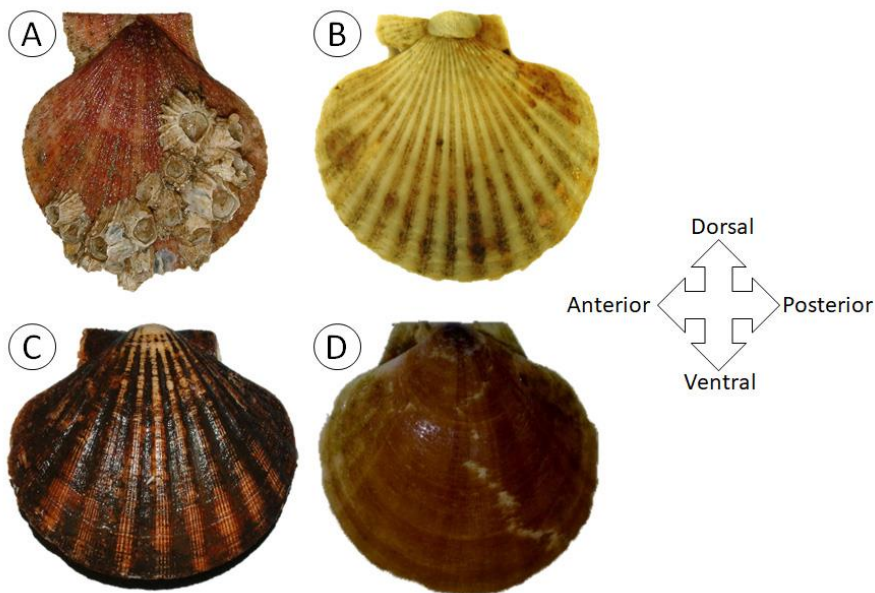 A
B
Dorsal
Anterior
Posterior
Ventral
C
D